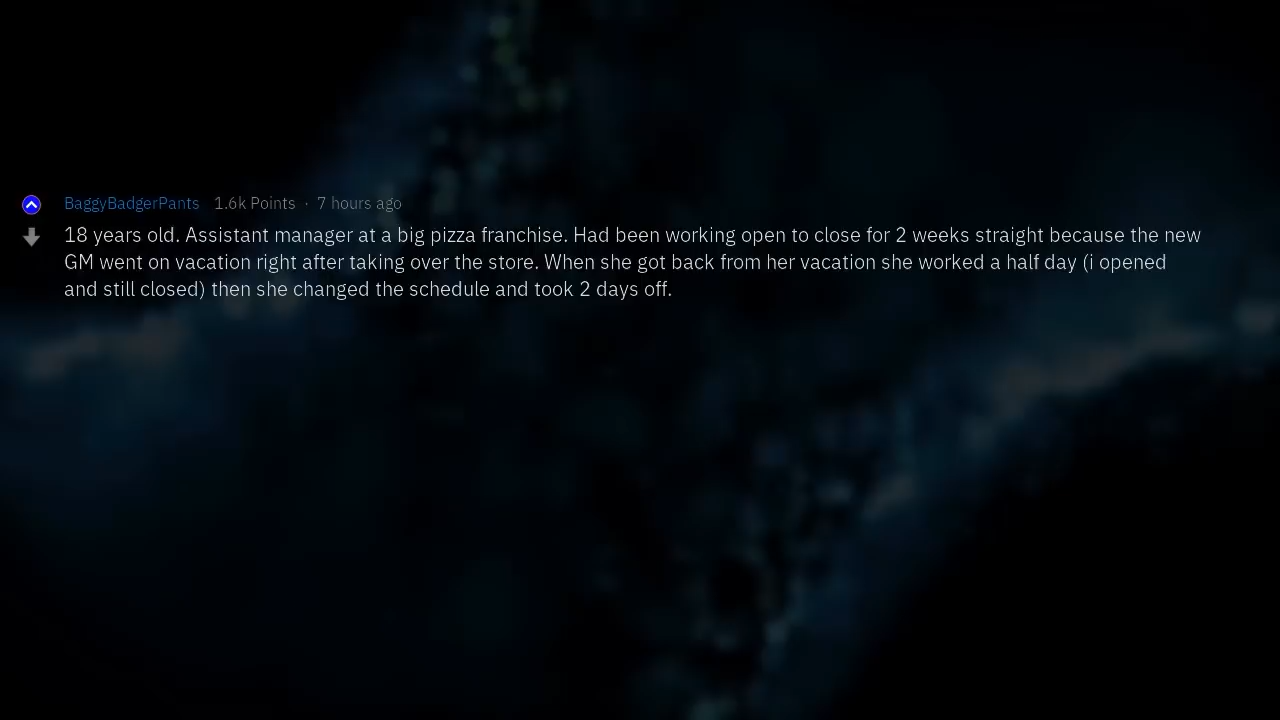 BaggyBadgerPants 1.6k Points · 7 hours ago
18 years old. Assistant manager at a big pizza franchise. Had been working open to close for 2 weeks straight because the new
GM went on vacation right after taking over the store. When she got back from her vacation she worked a half day (i opened
and still closed) then she changed the schedule and took 2 days off.